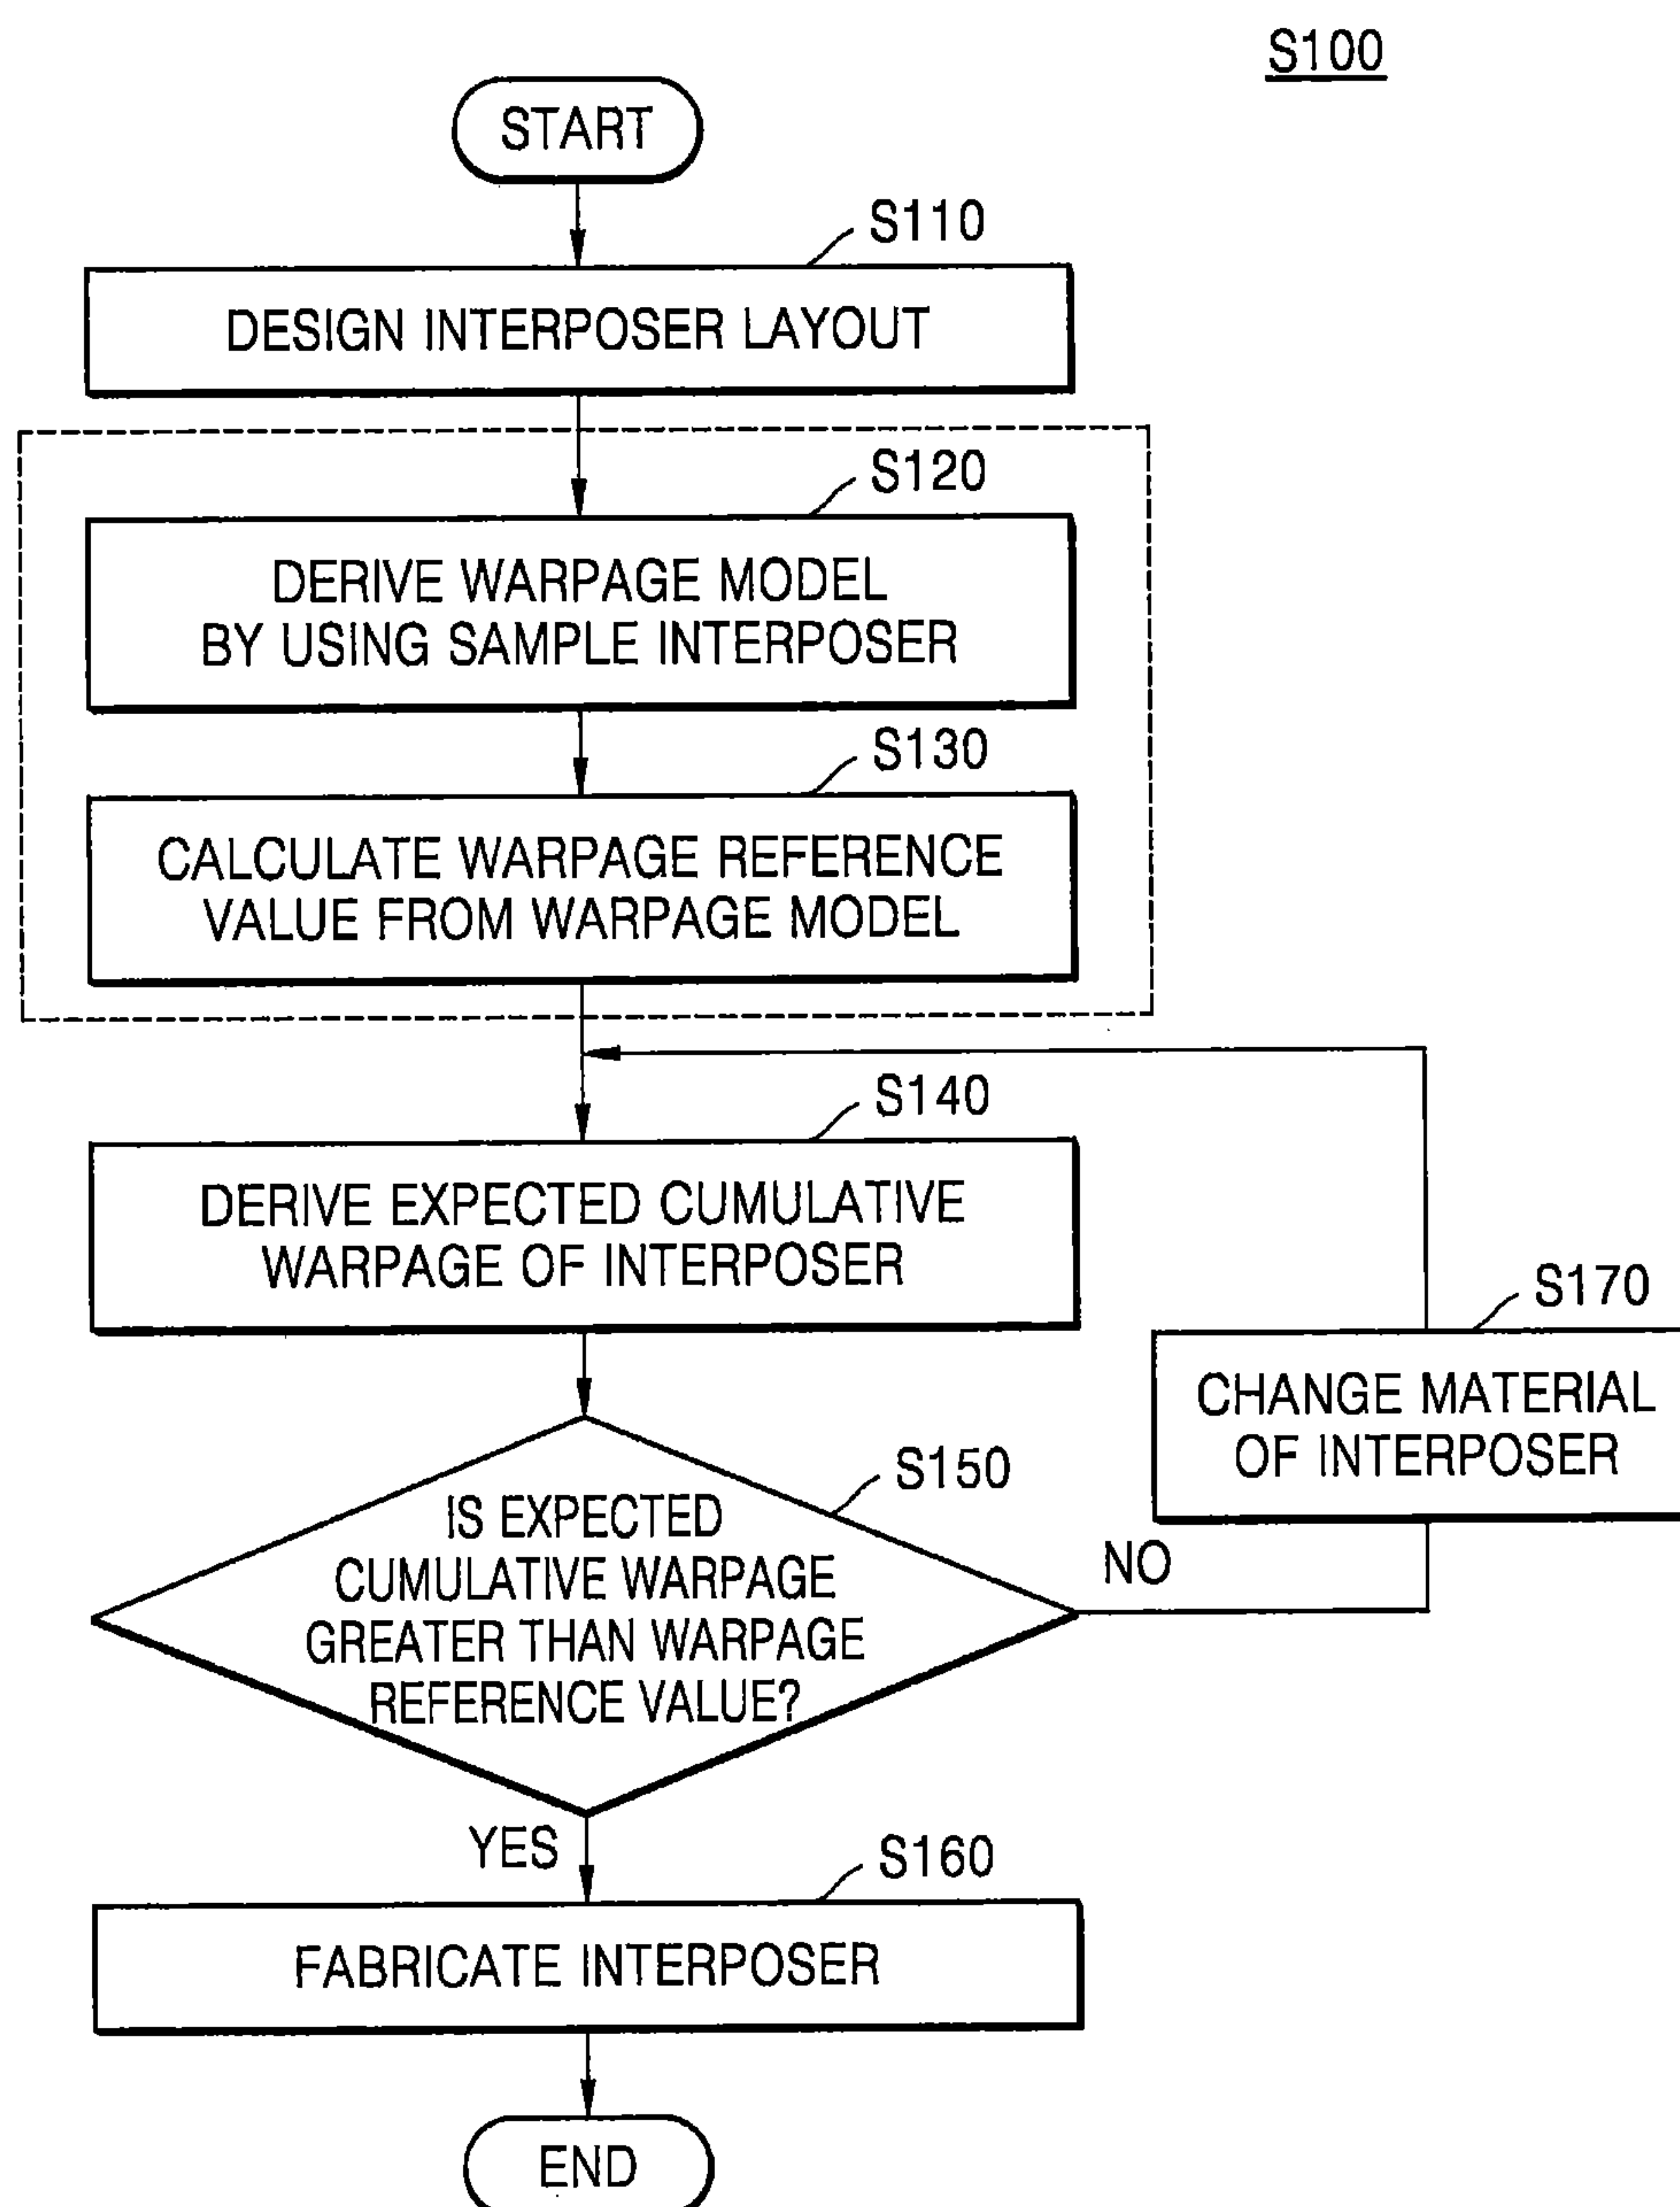 S100
START
S110
DESIGN INTERPOSER LAYOUT
S120
DERIVE WARPAGE MODEL
BY USING SAMPLE INTERPOSER
S130
CALCULATE WARPAGE REFERENCE
VALUE FROM WARPAGE MODEL
S140
DERIVE EXPECTED CUMULATIVE
WARPAGE OF INTERPOSER
S170
CHANGE MATERIAL
OF INTERPOSER
S150
IS EXPECTED
CUMULATIVE WARPAGE
GREATER THAN WARPAGE
REFERENCE VALUE?
NO
YES
S160
FABRICATE INTERPOSER
END